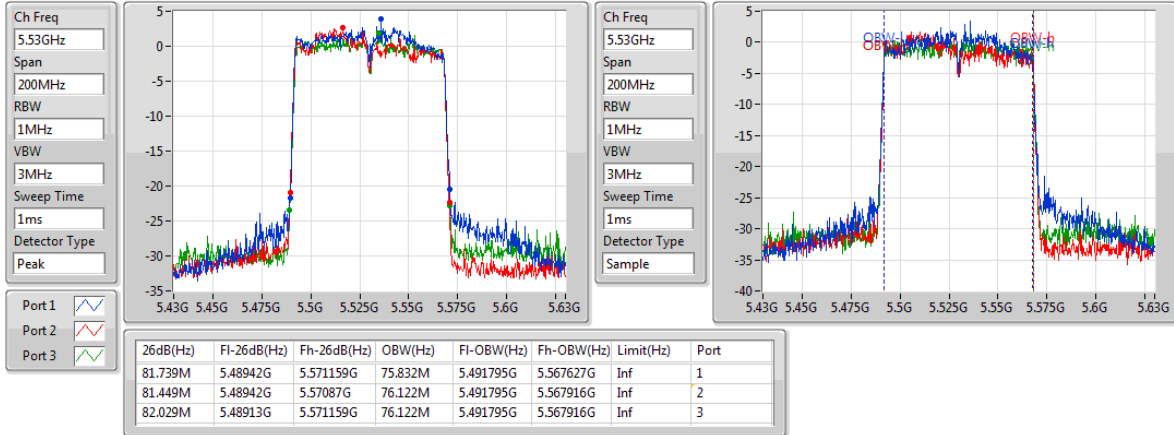 Ch Freq
5.53GHz
Span
200MHz
RBW
1MHz
VBW
3MHz
Sweep Time
1ms
Detector Type
Peak
Port 1
Port 2
Port 3
5
0
-5
-10
-15
-20
-25
-30
-35
5.43G 5.45G 5.475G 5.5G 5.525G 5.55G 5.575G 5.6G 5.63G
Ch Freq
5.53GHz
Span
200MHz
RBW
1MHz
VBW
3MHz
Sweep Time
1ms
Detector Type
Sample
5
0
-5
-10
-15
-20
-25
-30
-35
-40
OBW-h
5.43G 5.45G 5.475G 5.5G 5.525G 5.55G 5.575G 5.6G 5.63G
26dB(Hz) Fl-26dB(Hz) Fh-26dB(Hz) OBW(Hz) Fl-OBW(Hz) Fh-OBW(Hz) Limit(Hz) Port
81.739M 5.48942G 5.571159G 75.832M 5.491795G 5.567627G Inf 1
81.449M 5.48942G 5.57087G 76.122M 5.491795G 5.567916G Inf 2
82.029M 5.48913G 5.571159G 76.122M 5.491795G 5.567916G Inf 3